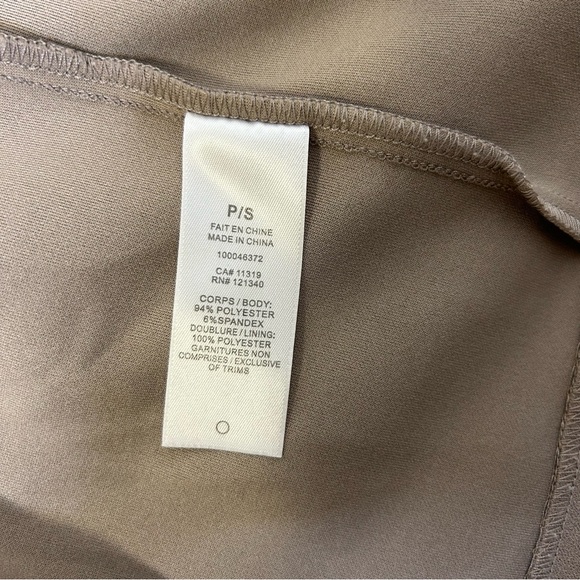 P/S
FAIT EN CHINE
MADE IN CHINA
100046372
CA# 11319
RN# 121340
CORPS / BODY:
94% POLYESTER
6%SPANDEX
DOUBLURE / LINING:
100% POLYESTER
GARNITURES NON
COMPRISES / EXCLUSIVE
OF TRIMS